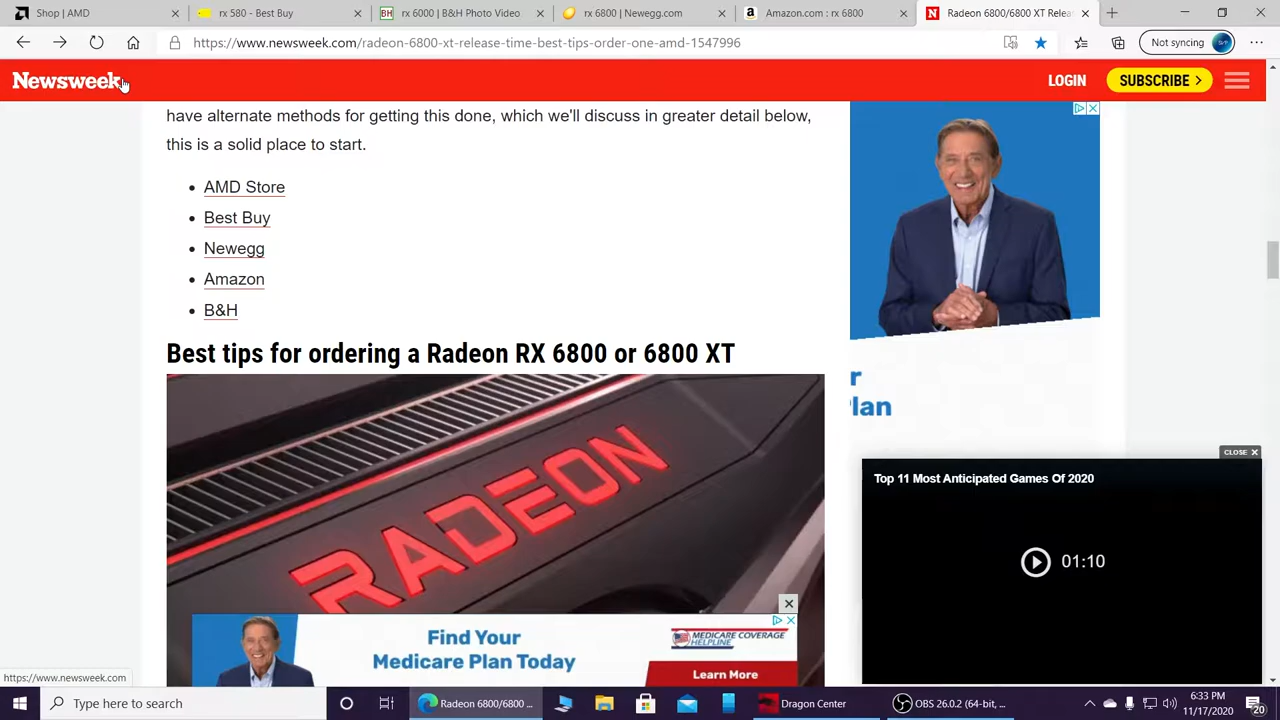 Shop | AMD
rx 580 - Best Buy
BH rx 6000 | B&H Photo Video
rx 6800 | Newegg.com
a Amazon.com : rx 6800
N Radeon 6800/6800 XT Relea
https://www.newsweek.com/radeon-6800-xt-release-time-best-tips-order-one-amd-1547996
Not syncing
Newsweek
LOGIN
SUBSCRIBE >
have alternate methods for getting this done, which we'll discuss in greater detail below,
this is a solid place to start.
• AMD Store
• Best Buy
• Newegg
• Amazon
• B&H
Best tips for ordering a Radeon RX 6800 or 6800 XT
RADEON
r
Plan
CLOSE X
Top 11 Most Anticipated Games Of 2020
01:10
Find Your
Medicare Plan Today
MEDICARE COVERAGE
HELPLINE
Learn More
https://www.newsweek.com
Type here to search
Radeon 6800/6800 ...
Dragon Center
OBS 26.0.2 (64-bit, ...
6:33 PM
11/17/2020
20